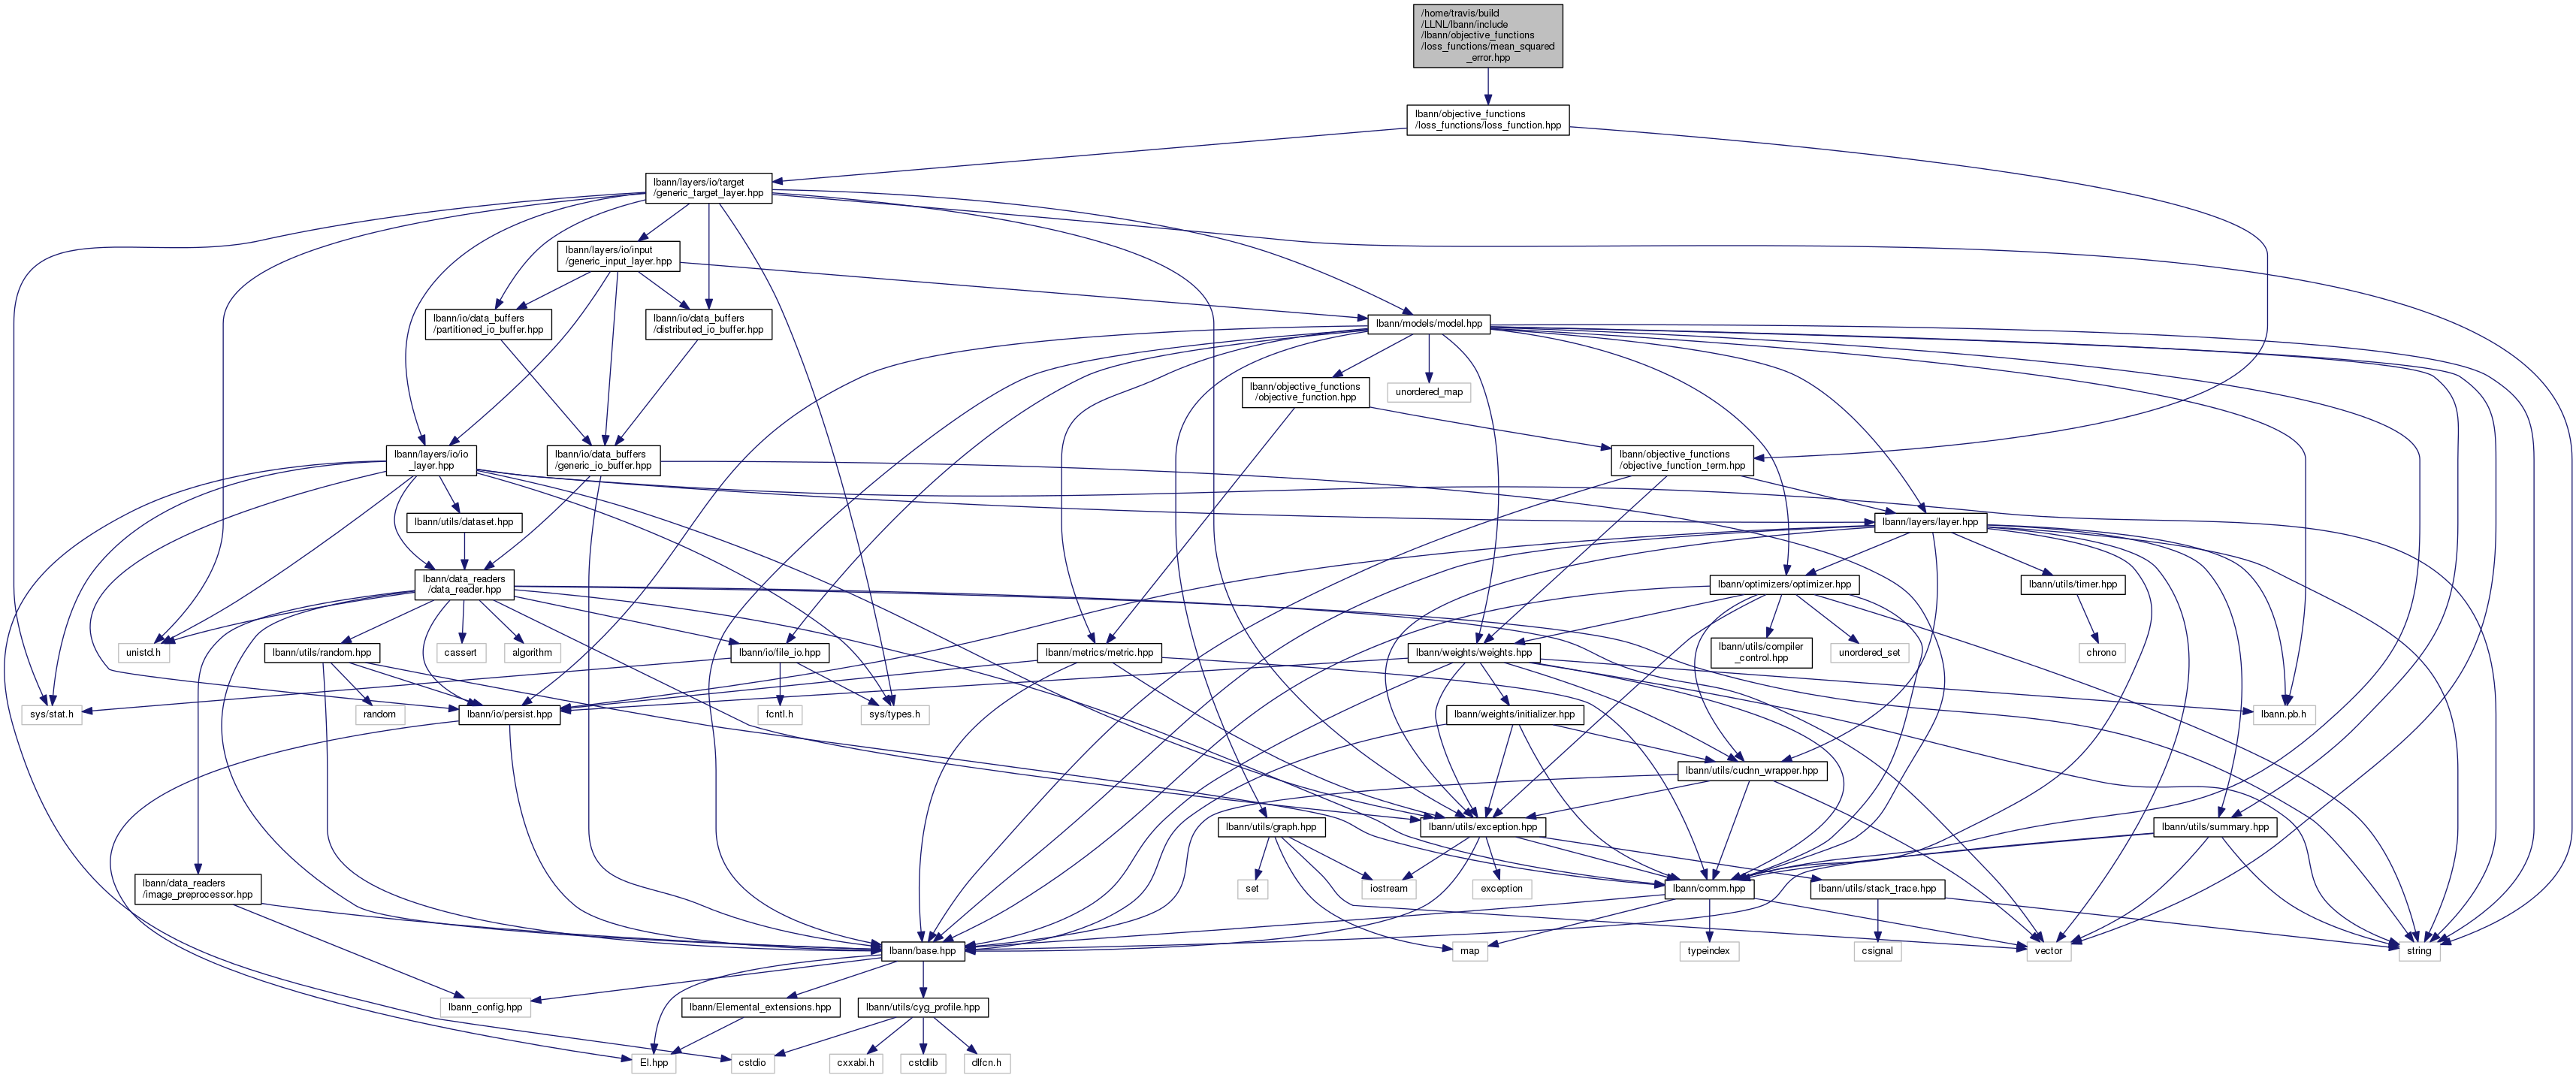 /home/travis/build
/LLNL/lbann/include
/lbann/objective_functions
/loss_functions/mean_squared
_error.hpp
lbann/objective_functions
/loss_functions/loss_function.hpp
lbann/layers/io/target
/generic_target_layer.hpp
lbann/layers/io/input
/generic_input_layer.hpp
lbann/io/data_buffers
/partitioned_io_buffer.hpp
lbann/io/data_buffers
/distributed_io_buffer.hpp
lbann/models/model.hpp
lbann/objective_functions
/objective_function.hpp
unordered_map
lbann/layers/io/io
_layer.hpp
lbann/io/data_buffers
/generic_io_buffer.hpp
lbann/objective_functions
/objective_function_term.hpp
lbann/utils/dataset.hpp
lbann/layers/layer.hpp
lbann/data_readers
/data_reader.hpp
lbann/optimizers/optimizer.hpp
lbann/utils/timer.hpp
unistd.h
lbann/utils/random.hpp
cassert
algorithm
lbann/io/file_io.hpp
lbann/metrics/metric.hpp
lbann/weights/weights.hpp
lbann/utils/compiler
_control.hpp
unordered_set
chrono
sys/stat.h
random
lbann/io/persist.hpp
fcntl.h
sys/types.h
lbann/weights/initializer.hpp
lbann.pb.h
lbann/utils/cudnn_wrapper.hpp
lbann/utils/graph.hpp
lbann/utils/exception.hpp
lbann/utils/summary.hpp
lbann/data_readers
/image_preprocessor.hpp
set
iostream
exception
lbann/comm.hpp
lbann/utils/stack_trace.hpp
lbann/base.hpp
map
typeindex
csignal
vector
string
lbann_config.hpp
lbann/Elemental_extensions.hpp
lbann/utils/cyg_profile.hpp
El.hpp
cstdio
cxxabi.h
cstdlib
dlfcn.h